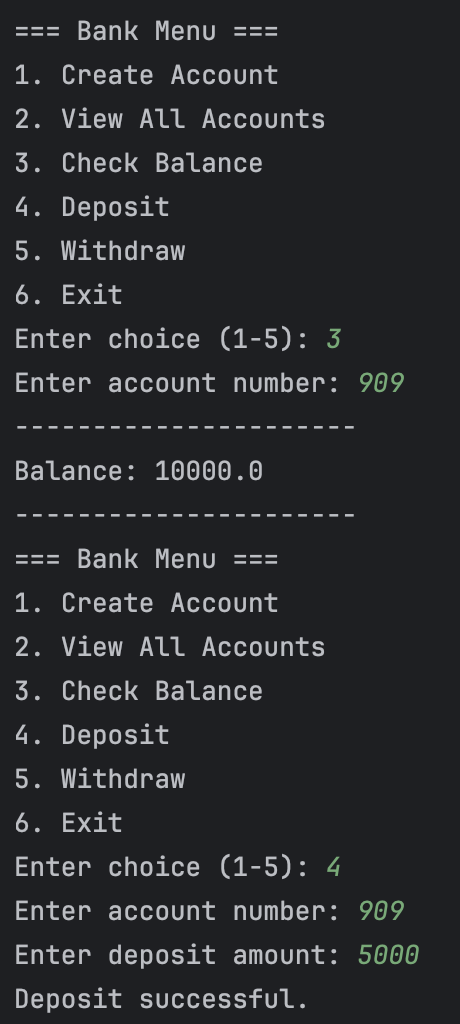 === Bank Menu ===
1. Create Account
2. View All Accounts
3. Check Balance
4. Deposit
5. Withdraw
6. Exit
Enter choice (1-5): 3
Enter account number: 909
----------------------
Balance: 10000.0
----------------------
=== Bank Menu ===
1. Create Account
2. View All Accounts
3. Check Balance
4. Deposit
5. Withdraw
6. Exit
Enter choice (1-5): 4
Enter account number: 909
Enter deposit amount: 5000
Deposit successful.